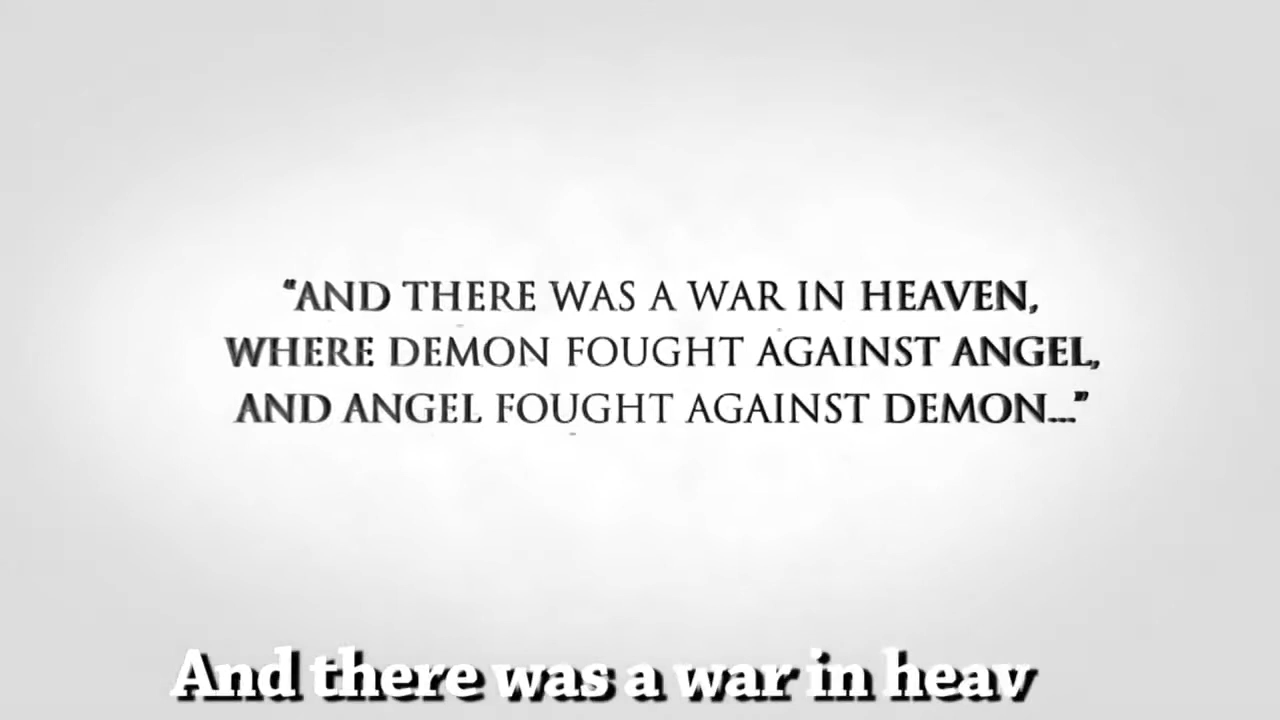 “AND THERE WAS A WAR IN HEAVEN,
WHERE DEMON FOUGHT AGAINST ANGEL,
AND ANGEL FOUGHT AGAINST DEMON...”
And there was a war in heav